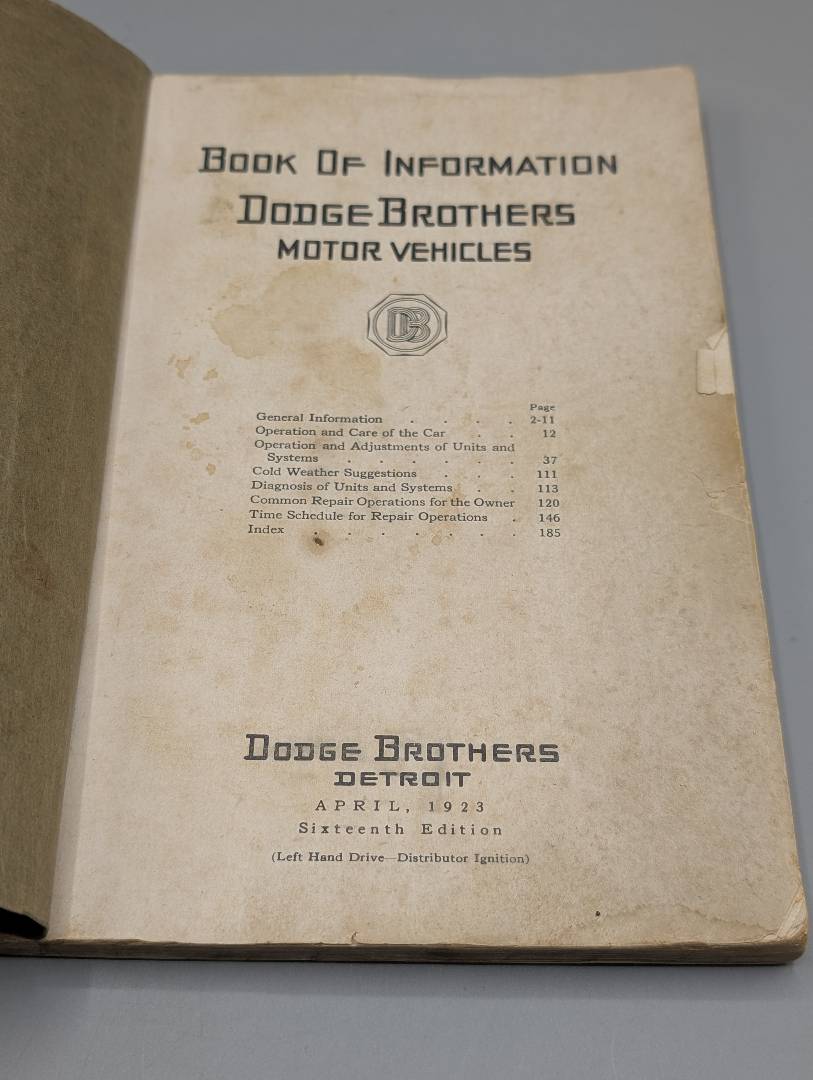 BOOK OF INFORMATION
DODGE BROTHERS
MOTOR VEHICLES
DB
Page
General Information . . . . 2-11
Operation and Care of the Car . . 12
Operation and Adjustments of Units and
Systems . . . . . . 37
Cold Weather Suggestions . . . 111
Diagnosis of Units and Systems . . 113
Common Repair Operations for the Owner 120
Time Schedule for Repair Operations . 146
Index . . . . . . . 185
DODGE BROTHERS
DETROIT
APRIL, 1923
Sixteenth Edition
(Left Hand Drive—Distributor Ignition)